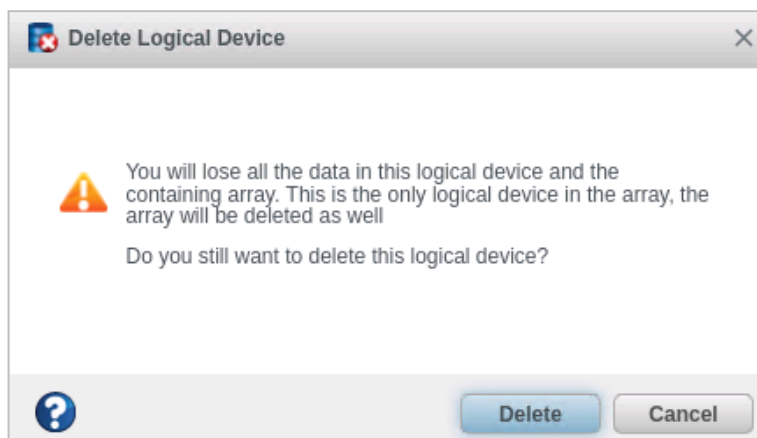 Delete Logical Device
You will lose all the data in this logical device and the
containing array. This is the only logical device in the array, the
array will be deleted as well
Do you still want to delete this logical device?
Delete
Cancel